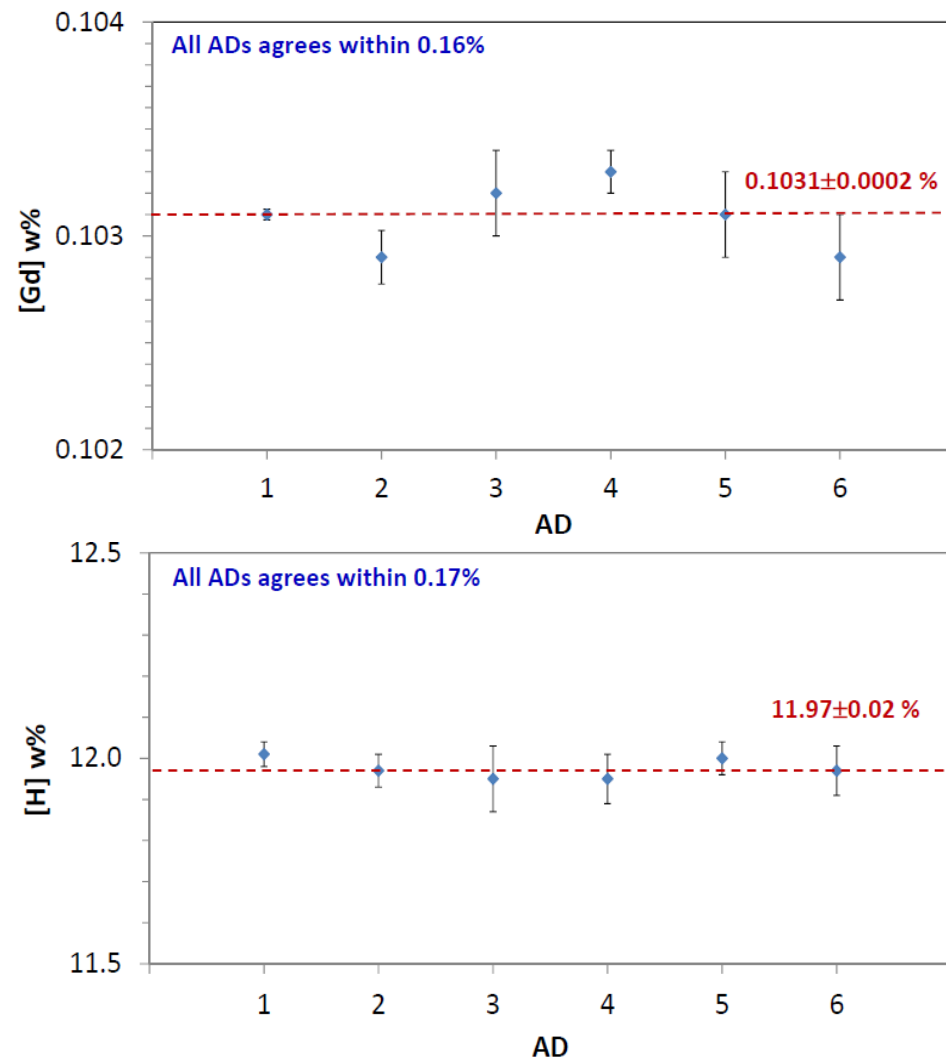 0.104
All ADs agrees within 0.16%
0.1031±0.0002 %
0.103
[Gd] w%
0.102
1 2 3 4 5 6
AD
12.5
All ADs agrees within 0.17%
11.97±0.02 %
12.0
[H] w%
11.5
1 2 3 4 5 6
AD